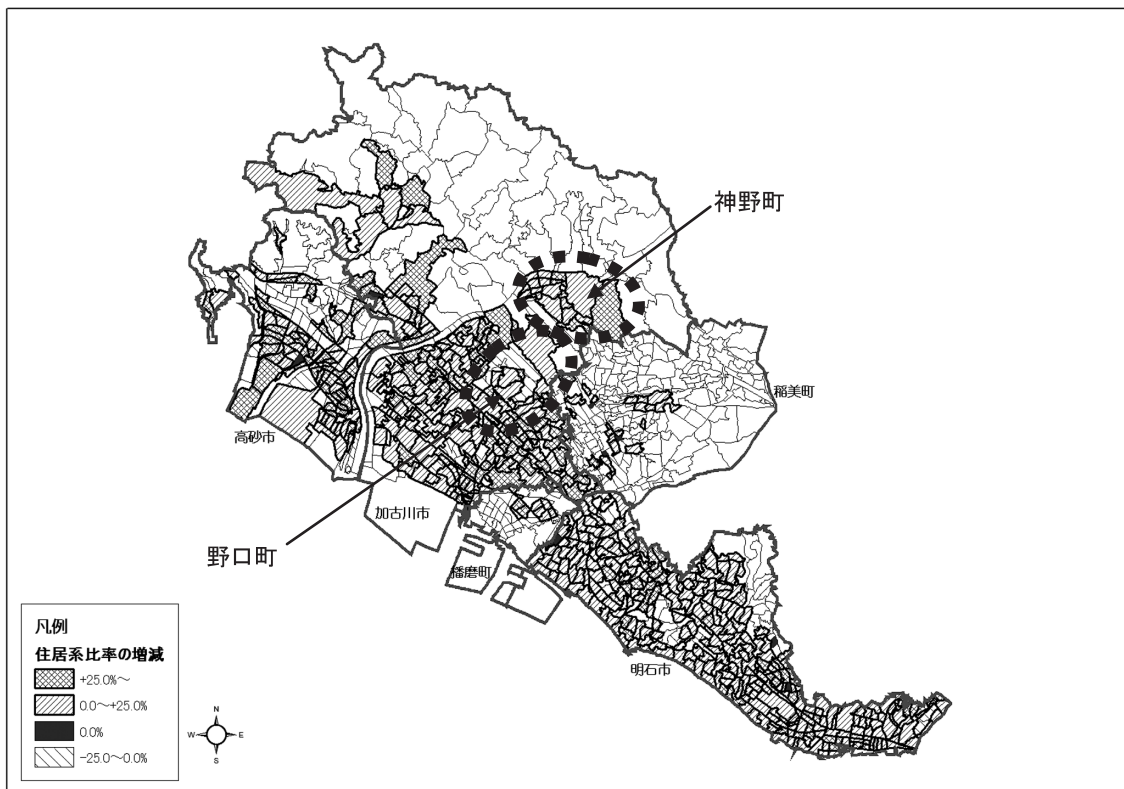 神野町
稲美町
高砂市
加古川市
野口町
播磨町
明石市
凡例
住居系比率の増減
+25.0%～
0.0～+25.0%
0.0%
-25.0～0.0%
N
W
E
S